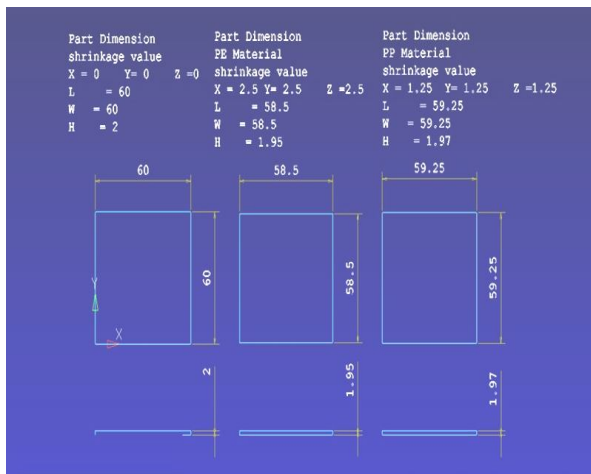 Part Dimension
shrinkage value
X = 0 Y= 0 Z =0
L = 60
W = 60
H = 2
Part Dimension
PE Material
shrinkage value
X = 2.5 Y= 2.5 Z =2.5
L = 58.5
W = 58.5
H = 1.95
Part Dimension
PP Material
shrinkage value
X = 1.25 Y= 1.25 Z =1.25
L = 59.25
W = 59.25
H = 1.97
60
58.5
59.25
60
58.5
59.25
Y
X
2
1.95
1.97